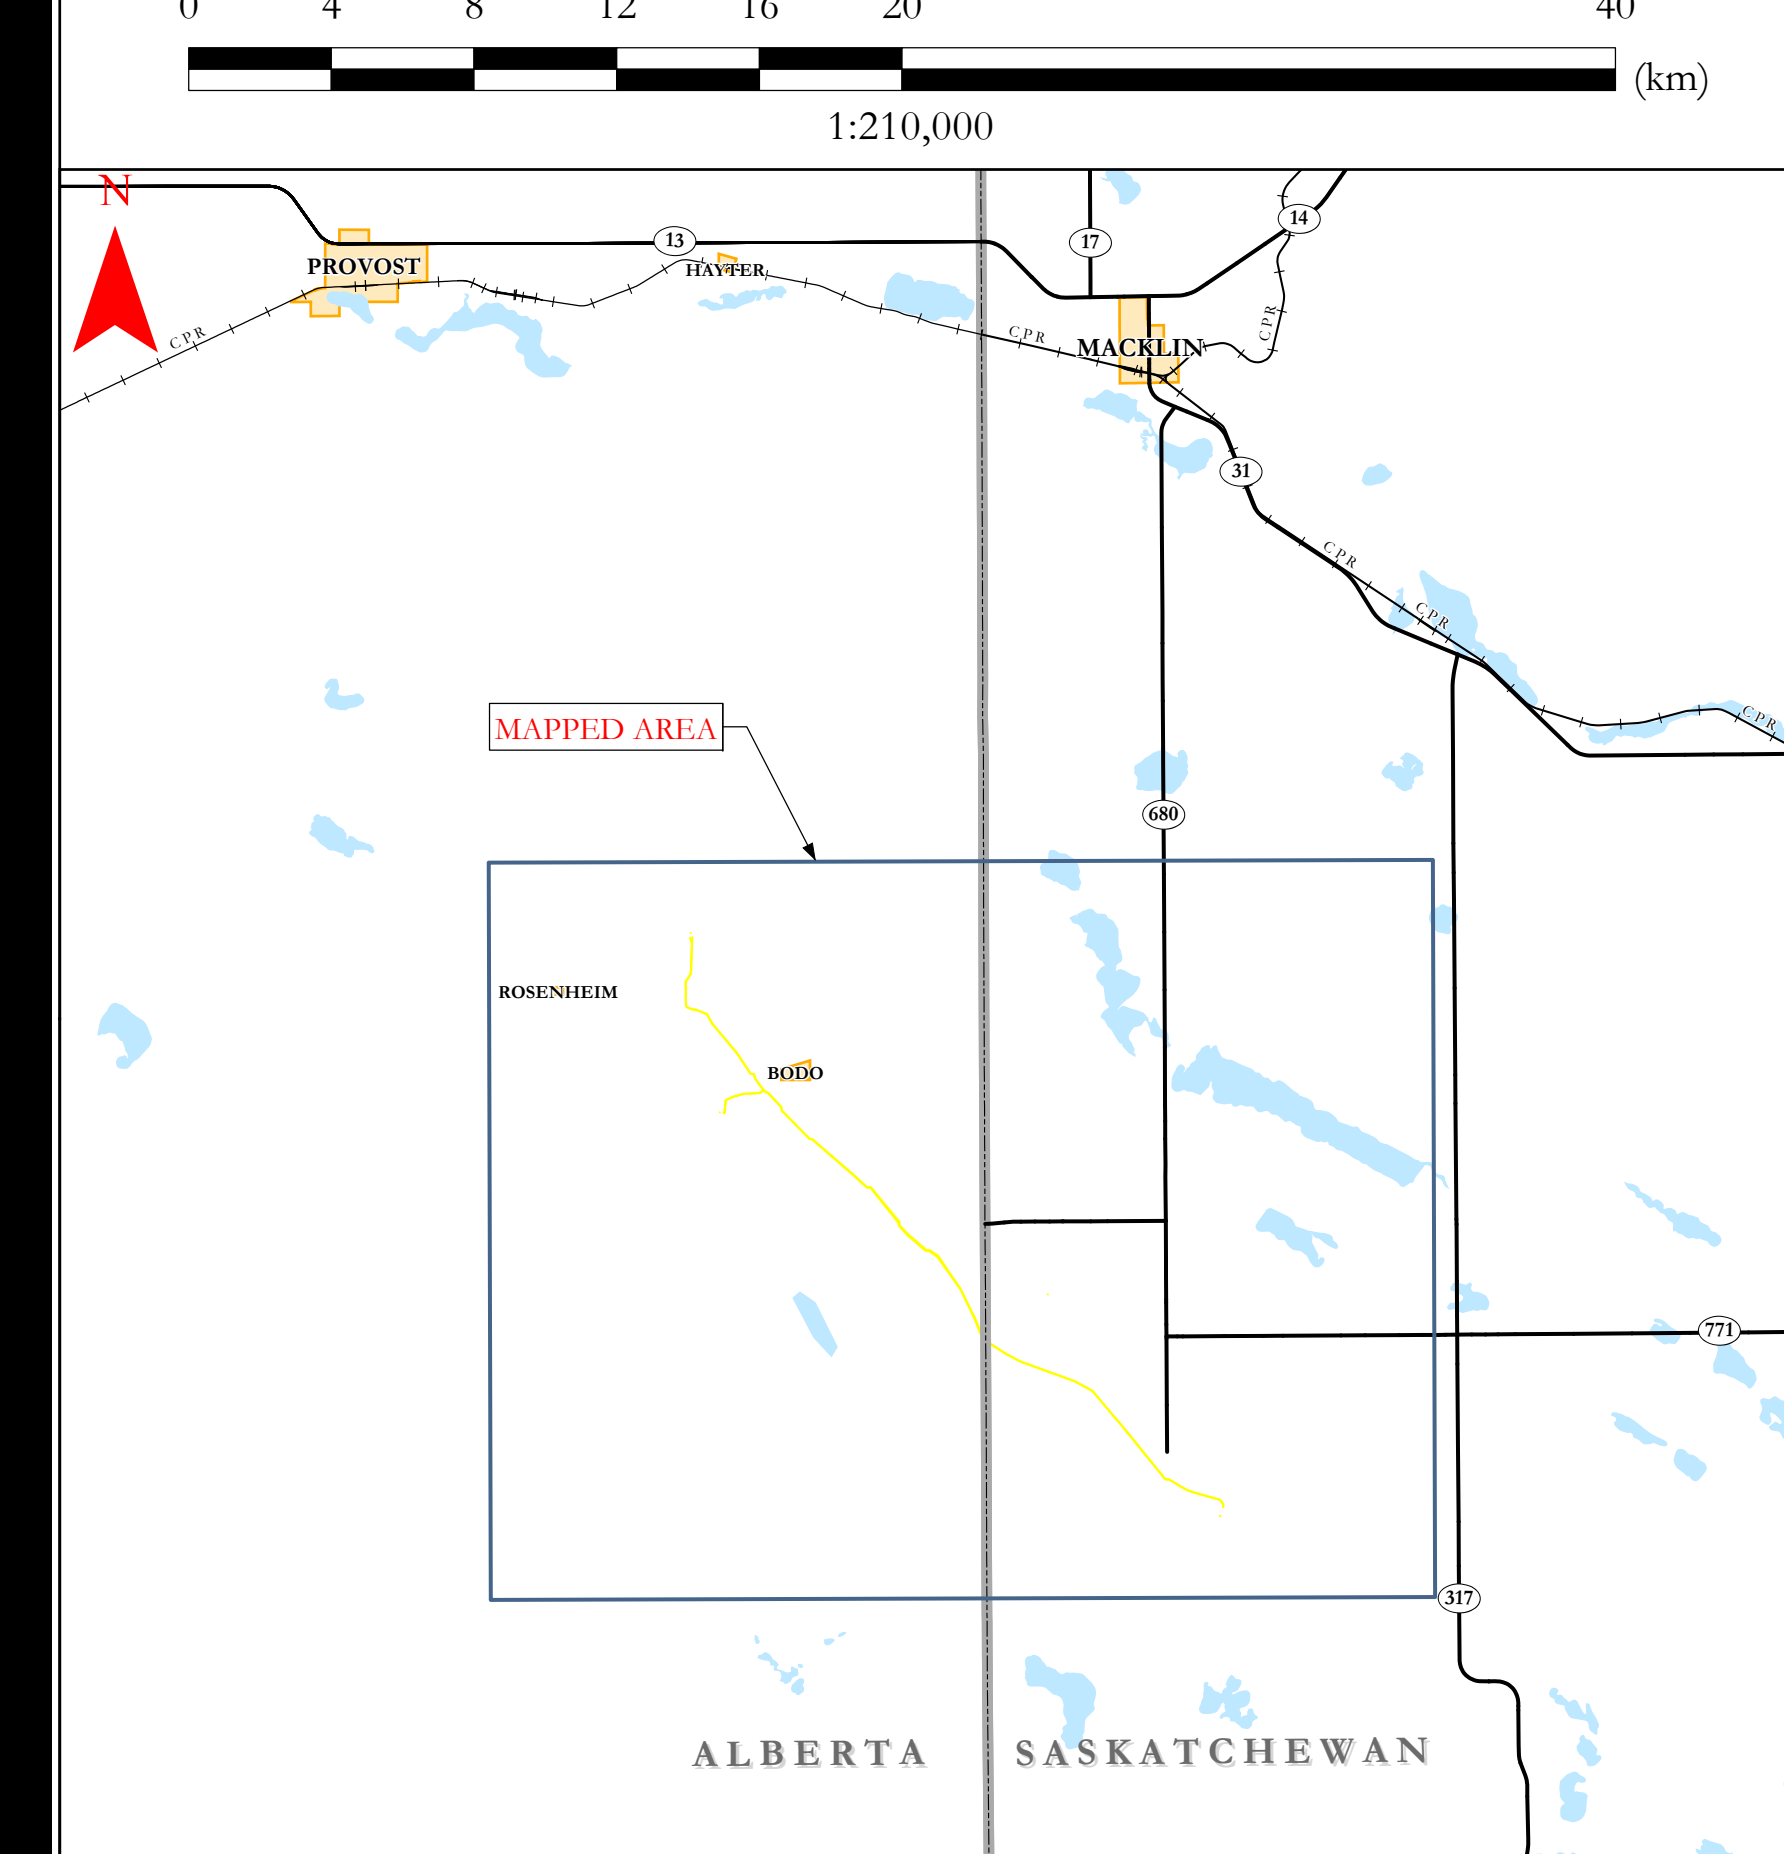 0 4 8 12 16 20 40
(km)
1:210,000
N
13
17
14
PROVOST
HAYTER
CPR
CPR
CPR
MACKLIN
31
CPR
CPR
CPR
MAPPED AREA
680
ROSENHEIM
BODO
771
317
ALBERTA SASKATCHEWAN